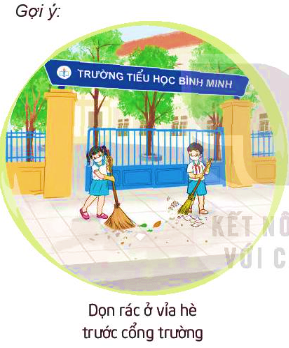 Gợi ý:
TRƯỜNG TIỂU HỌC BÌNH MINH
KẾT NỐ
VỚI C
Dọn rác ở vỉa hè
trước cổng trường